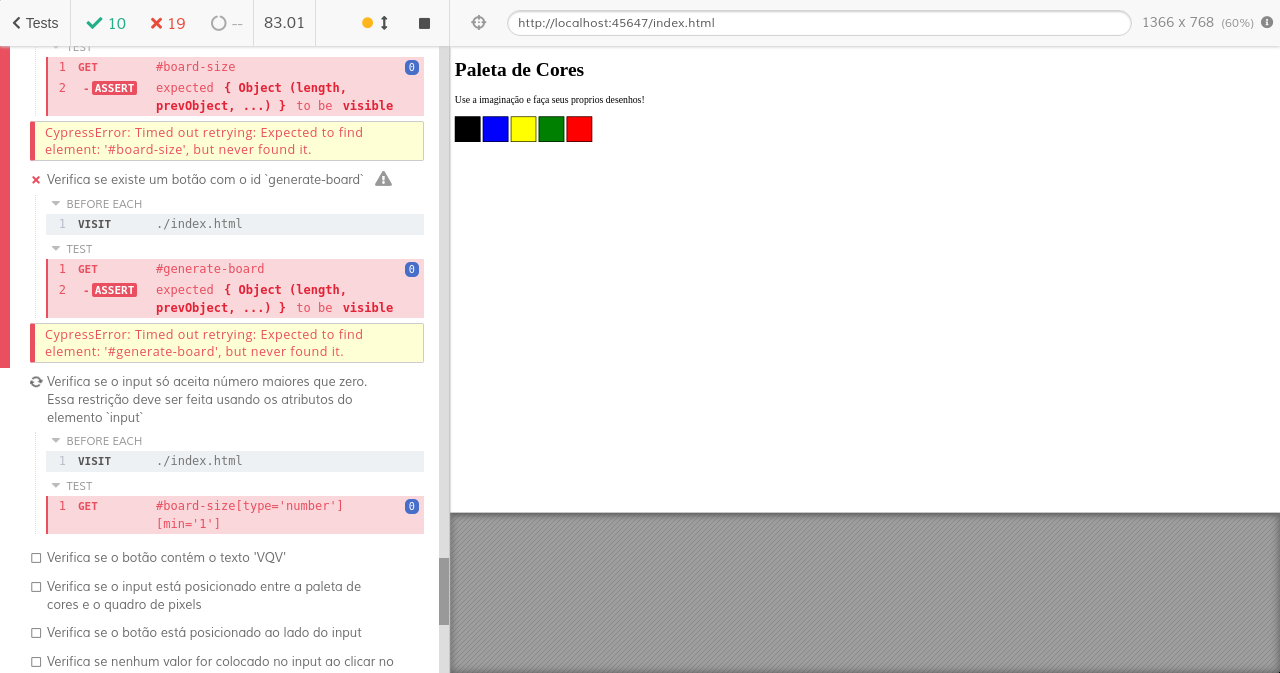 Tests
10
19
--
83.01
http://localhost:45647/index.html
1366 x 768 (60%)
TEST
1 GET #board-size 0
2 - ASSERT expected { Object (length,
prevObject, ...) } to be visible
CypressError: Timed out retrying: Expected to find
element: '#board-size', but never found it.
Verifica se existe um botão com o id `generate-board`
BEFORE EACH
1 VISIT ./index.html
TEST
1 GET #generate-board 0
2 - ASSERT expected { Object (length,
prevObject, ...) } to be visible
CypressError: Timed out retrying: Expected to find
element: '#generate-board', but never found it.
Verifica se o input só aceita número maiores que zero.
Essa restrição deve ser feita usando os atributos do
elemento `input`
BEFORE EACH
1 VISIT ./index.html
TEST
1 GET #board-size[type='number'] 0
[min='1']
Verifica se o botão contém o texto 'VQV'
Verifica se o input está posicionado entre a paleta de
cores e o quadro de pixels
Verifica se o botão está posicionado ao lado do input
Verifica se nenhum valor for colocado no input ao clicar no
Paleta de Cores
Use a imaginação e faça seus proprios desenhos!